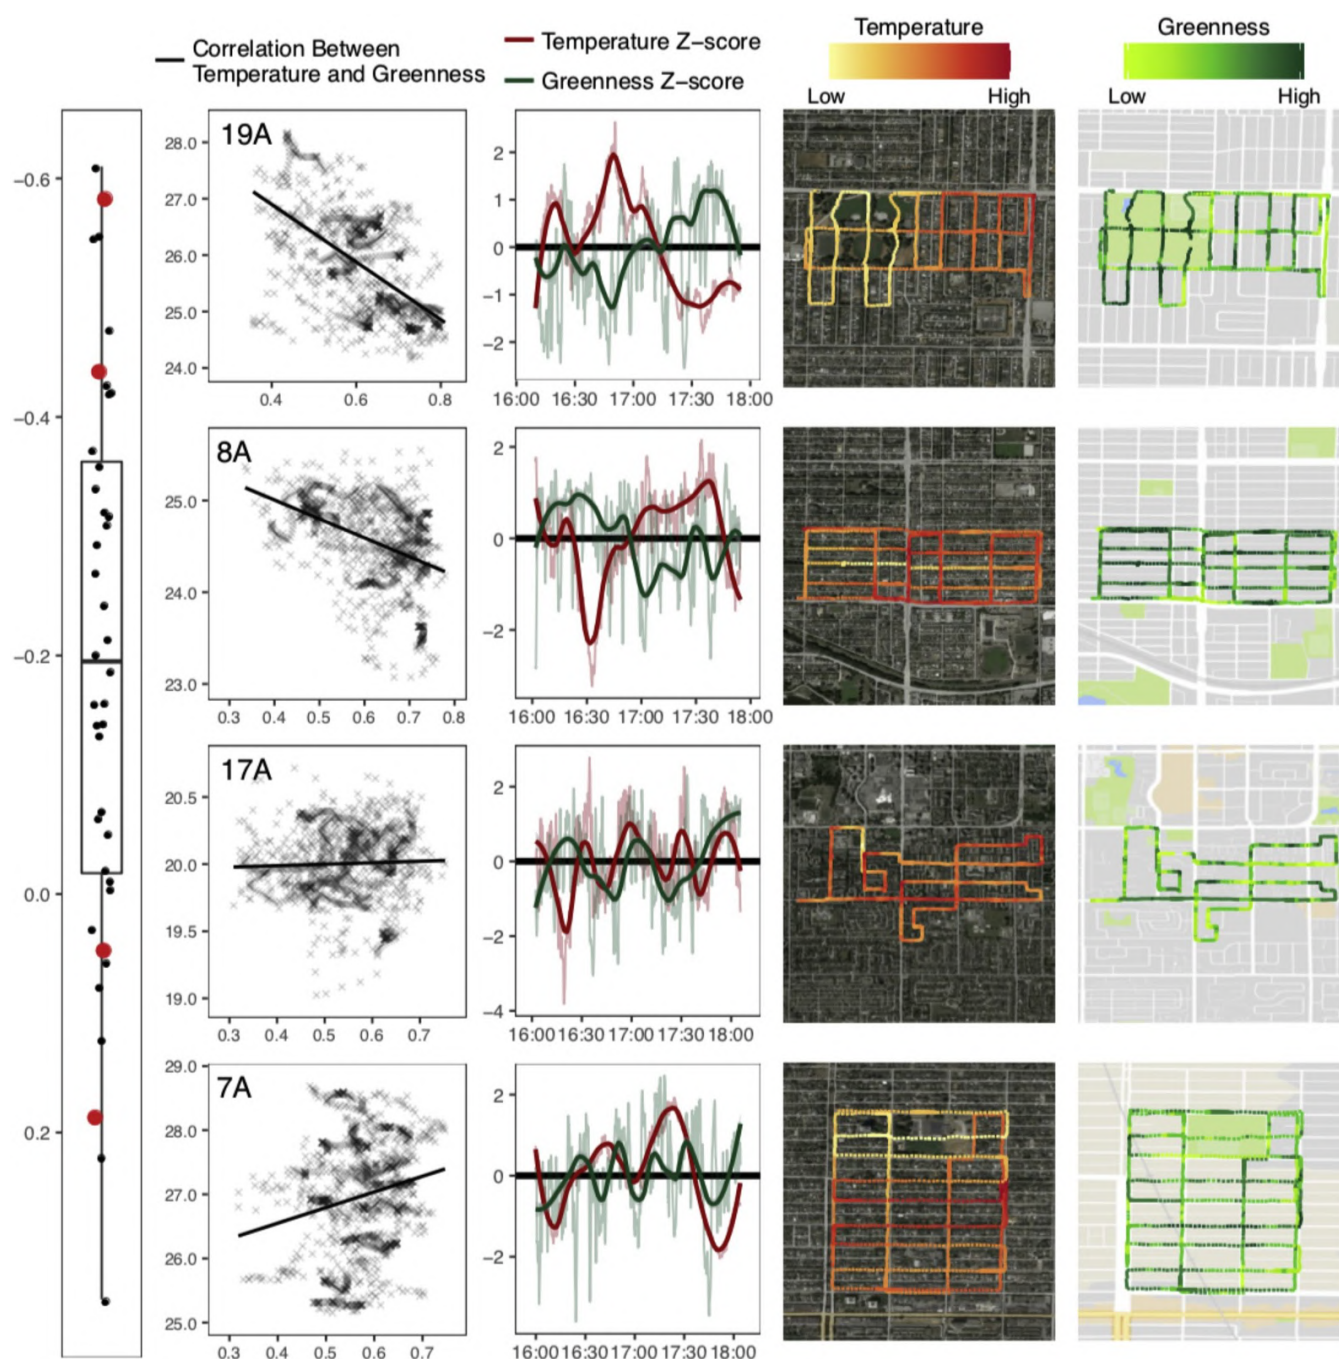 Correlation Between
Temperature and Greenness
Temperature Z-score
Greenness Z-score
Temperature
Low High
Greenness
Low High
−0.6
−0.4
−0.2
0.0
0.2
19A
28.0
27.0
26.0
25.0
24.0
0.4 0.6 0.8
2
1
0
−1
−2
16:00 16:30 17:00 17:30 18:00
8A
25.0
24.0
23.0
0.3 0.4 0.5 0.6 0.7 0.8
2
0
−2
16:00 16:30 17:00 17:30 18:00
17A
20.5
20.0
19.5
19.0
0.3 0.4 0.5 0.6 0.7
2
0
−2
−4
16:00 16:30 17:00 17:30 18:00
7A
29.0
28.0
27.0
26.0
25.0
0.3 0.4 0.5 0.6 0.7
2
0
−2
16:00 16:30 17:00 17:30 18:00